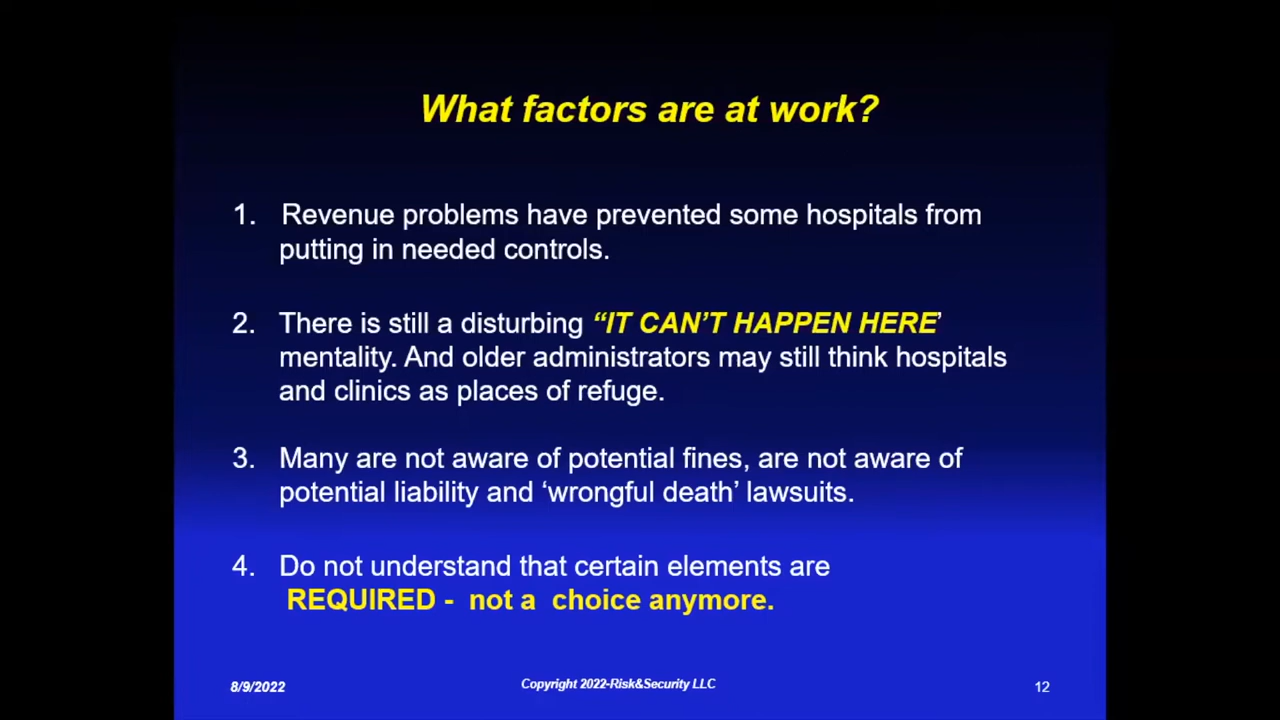 What factors are at work?
1. Revenue problems have prevented some hospitals from
putting in needed controls.
2. There is still a disturbing “IT CAN’T HAPPEN HERE’
mentality. And older administrators may still think hospitals
and clinics as places of refuge.
3. Many are not aware of potential fines, are not aware of
potential liability and ‘wrongful death’ lawsuits.
4. Do not understand that certain elements are
REQUIRED - not a choice anymore.
8/9/2022
Copyright 2022-Risk&Security LLC
12